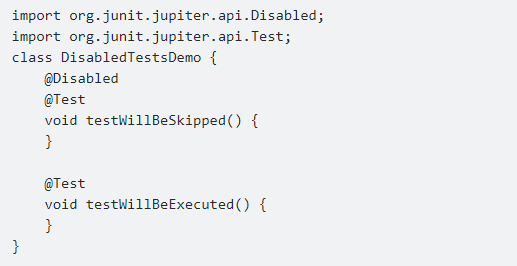 import org.junit.jupiter.api.Disabled;
import org.junit.jupiter.api.Test;
class DisabledTestsDemo {
    @Disabled
    @Test
    void testWillBeSkipped() {
    }

    @Test
    void testWillBeExecuted() {
    }
}